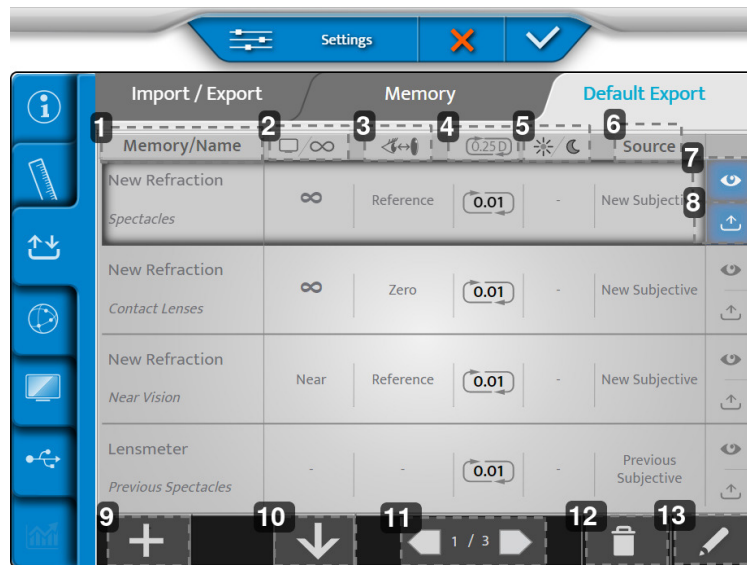 Settings
Import / Export
Memory
Default Export
1
2
3
4
5
6
Memory/Name
∞
0.25 D
Source
7
New Refraction
Spectacles
∞
Reference
0.01
-
New Subjecti
8
New Refraction
Contact Lenses
∞
Zero
0.01
-
New Subjective
New Refraction
Near Vision
Near
Reference
0.01
-
New Subjective
Lensmeter
Previous Spectacles
-
-
0.01
-
Previous
Subjective
9
10
11
1 / 3
12
13